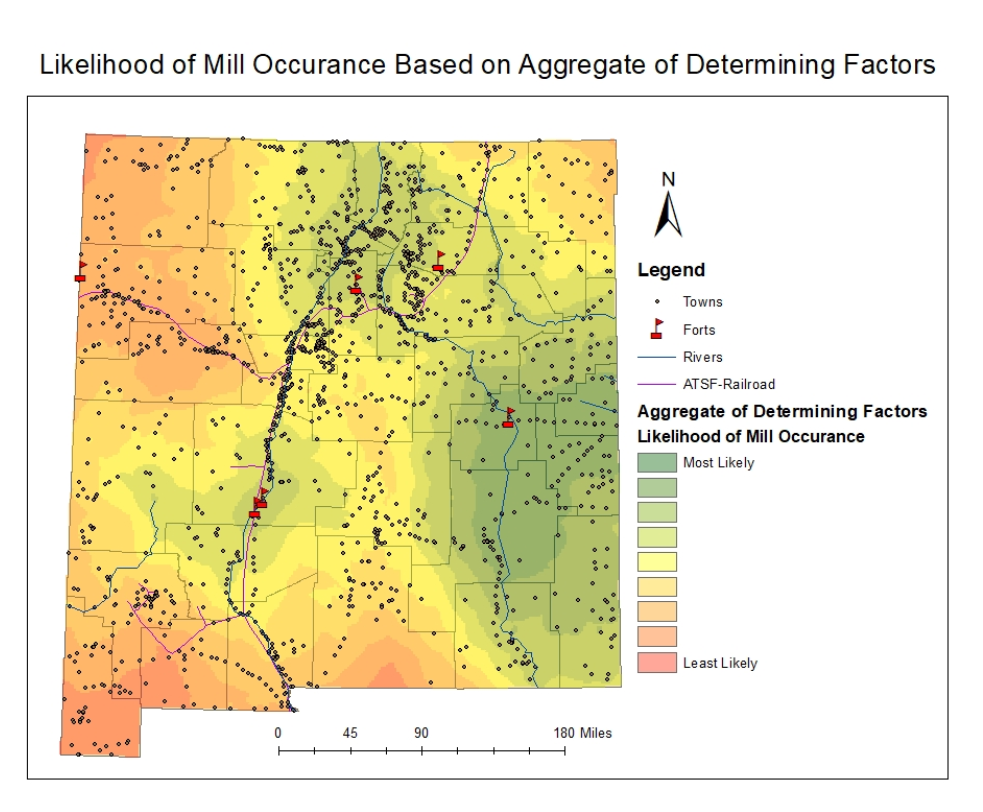 Likelihood of Mill Occurance Based on Aggregate of Determining Factors
N
Legend
Towns
Forts
Rivers
ATSF-Railroad
Aggregate of Determining Factors
Likelihood of Mill Occurance
Most Likely
Least Likely
0 45 90 180 Miles